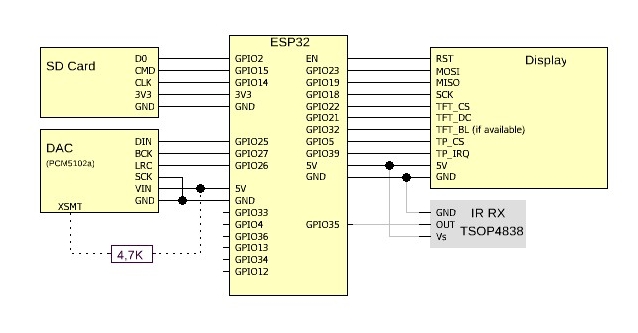 ESP32
SD Card
D0
CMD
CLK
3V3
GND
GPIO2
GPIO15
GPIO14
3V3
GND
DAC
(PCM5102a)
DIN
BCK
LRC
SCK
VIN
GND
XSMT
4,7K
GPIO25
GPIO27
GPIO26
5V
GND
GPIO33
GPIO4
GPIO36
GPIO13
GPIO34
GPIO12
EN
GPIO23
GPIO19
GPIO18
GPIO22
GPIO21
GPIO32
GPIO5
GPIO39
5V
GND
GPIO35
Display
RST
MOSI
MISO
SCK
TFT_CS
TFT_DC
TFT_BL (if available)
TP_CS
TP_IRQ
5V
GND
GND
OUT
Vs
IR RX
TSOP4838